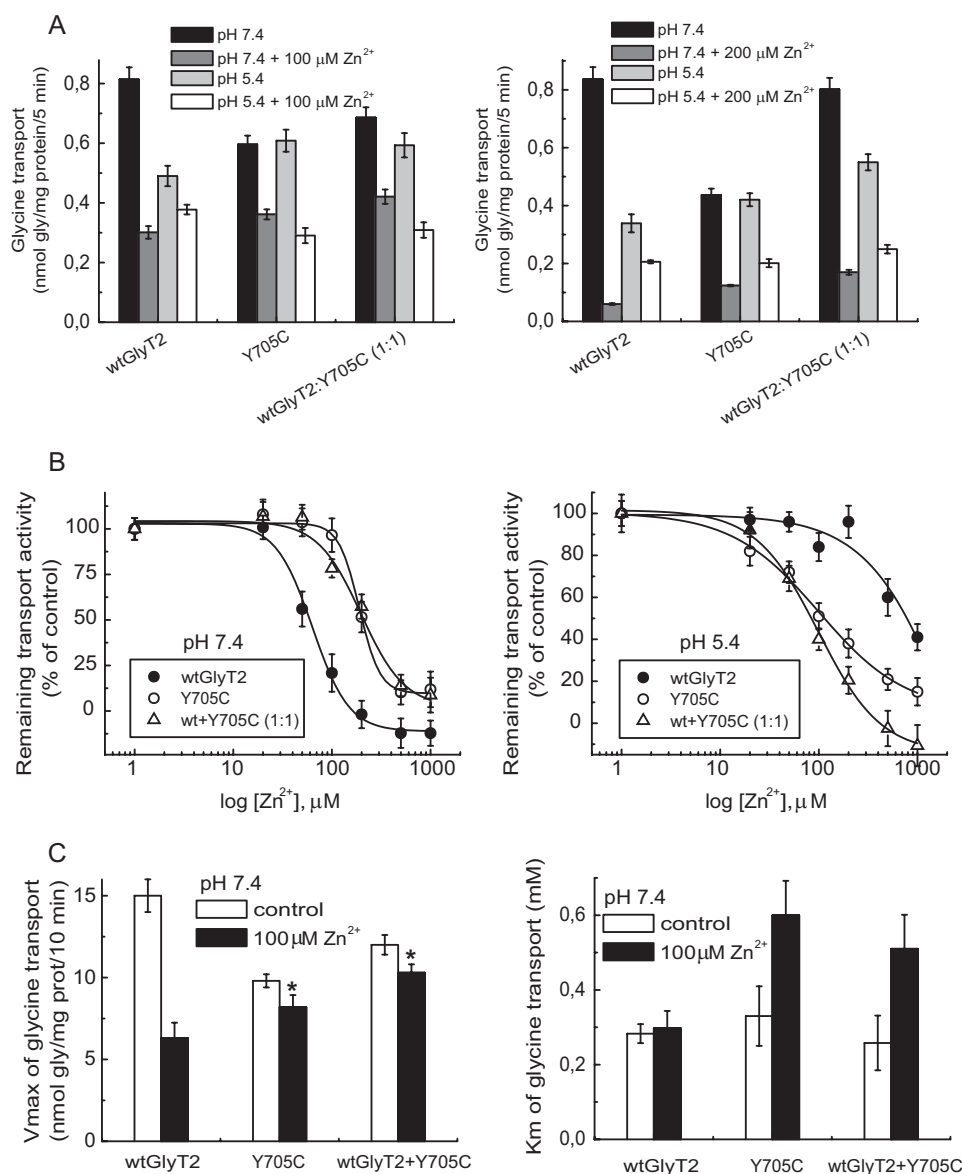 A
pH 7.4
pH 7.4 + 100 μM Zn2+
pH 5.4
pH 5.4 + 100 μM Zn2+
Glycine transport
(nmol gly/mg protein/5 min)
0,8
0,6
0,4
0,2
0,0
wtGlyT2
Y705C
wtGlyT2:Y705C (1:1)
pH 7.4
pH 7.4 + 200 μM Zn2+
pH 5.4
pH 5.4 + 200 μM Zn2+
Glycine transport
(nmol gly/mg protein/5 min)
0,8
0,6
0,4
0,2
0,0
wtGlyT2
Y705C
wtGlyT2:Y705C (1:1)
B
Remaining transport activity
(% of control)
100
75
50
25
0
pH 7.4
wtGlyT2
Y705C
wt+Y705C (1:1)
1 10 100 1000
log [Zn2+], μM
Remaining transport activity
(% of control)
100
80
60
40
20
0
pH 5.4
wtGlyT2
Y705C
wt+Y705C (1:1)
1 10 100 1000
log [Zn2+], μM
C
Vmax of glycine transport
(nmol gly/mg prot/10 min)
15
10
5
0
pH 7.4
control
100μM Zn2+
*
*
wtGlyT2 Y705C wtGlyT2+Y705C
Km of glycine transport (mM)
0,6
0,4
0,2
0,0
pH 7.4
control
100μM Zn2+
wtGlyT2 Y705C wtGlyT2+Y705C